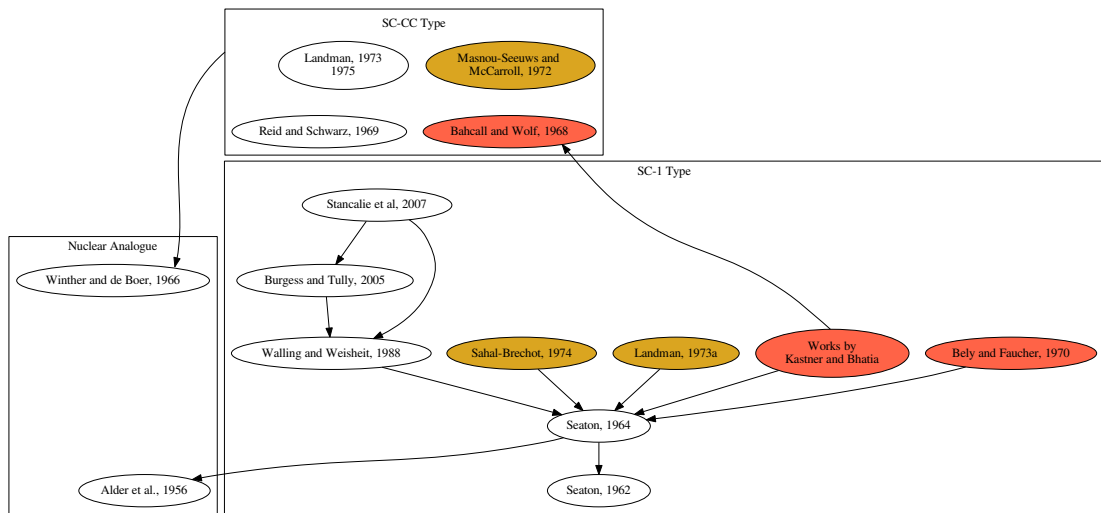 SC-CC Type
Landman, 1973
1975
Masnou-Seeuws and
McCarroll, 1972
Reid and Schwarz, 1969
Bahcall and Wolf, 1968
SC-1 Type
Stancalie et al, 2007
Nuclear Analogue
Winther and de Boer, 1966
Burgess and Tully, 2005
Walling and Weisheit, 1988
Sahal-Brechot, 1974
Landman, 1973a
Works by
Kastner and Bhatia
Bely and Faucher, 1970
Seaton, 1964
Alder et al., 1956
Seaton, 1962